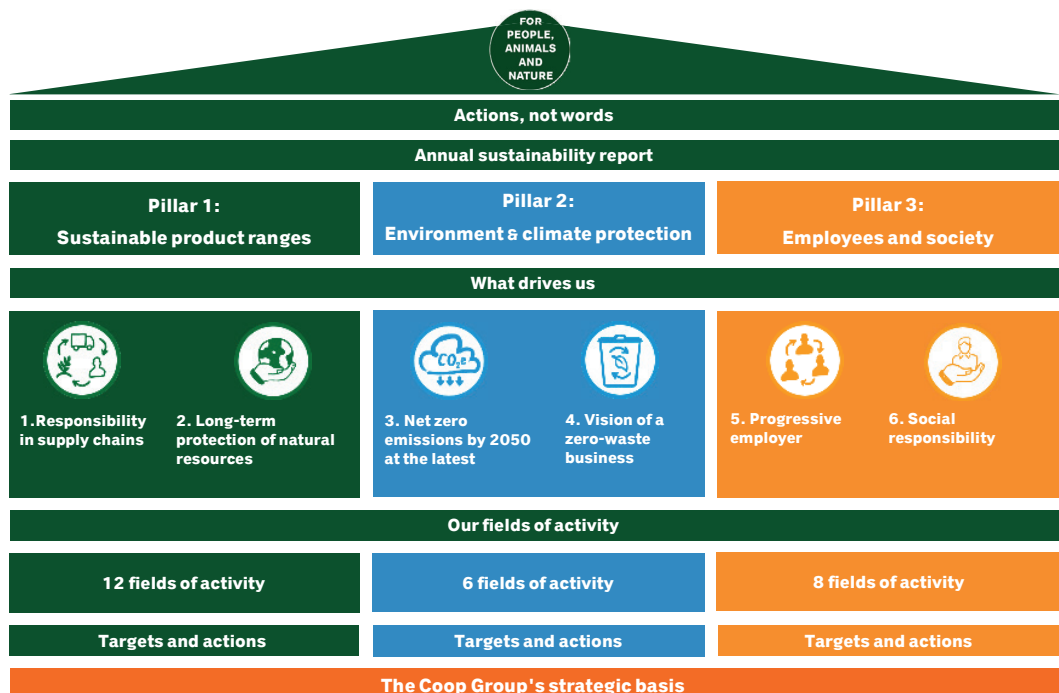 FOR
PEOPLE,
ANIMALS
AND
NATURE
Actions, not words
Annual sustainability report
Pillar 1:
Sustainable product ranges
Pillar 2:
Environment & climate protection
Pillar 3:
Employees and society
What drives us
1.Responsibility
in supply chains
2. Long-term
protection of natural
resources
CO₂e
3. Net zero
emissions by 2050
at the latest
4. Vision of a
zero-waste
business
5. Progressive
employer
6. Social
responsibility
Our fields of activity
12 fields of activity
6 fields of activity
8 fields of activity
Targets and actions
Targets and actions
Targets and actions
The Coop Group's strategic basis